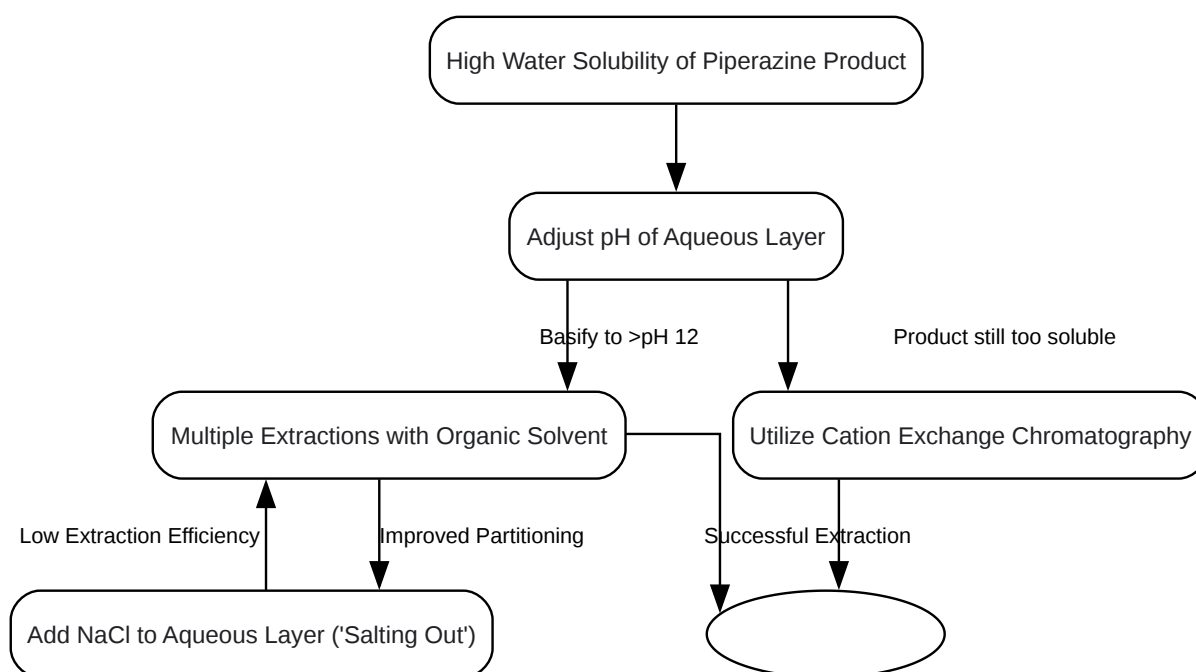 High Water Solubility of Piperazine Product
Adjust pH of Aqueous Layer
Basify to >pH 12
Product still too soluble
Multiple Extractions with Organic Solvent
Utilize Cation Exchange Chromatography
Low Extraction Efficiency
Improved Partitioning
Successful Extraction
Add NaCl to Aqueous Layer ('Salting Out')